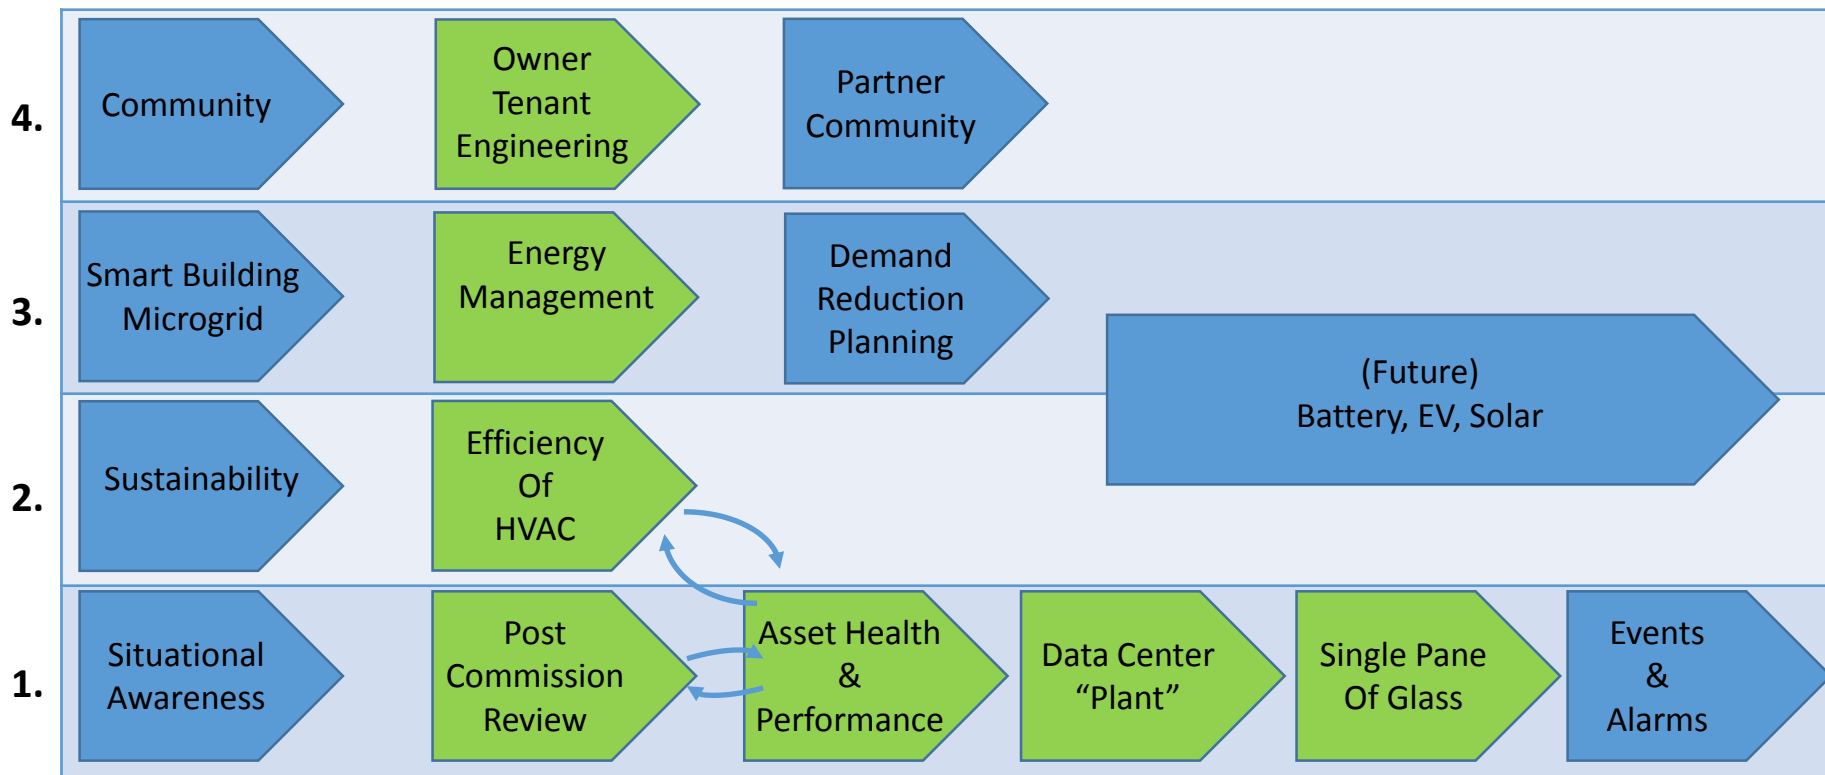 4.
Community
Owner
Tenant
Engineering
Partner
Community
3.
Smart Building
Microgrid
Energy
Management
Demand
Reduction
Planning
(Future)
Battery, EV, Solar
2.
Sustainability
Efficiency
Of
HVAC
1.
Situational
Awareness
Post
Commission
Review
Asset Health
&
Performance
Data Center
“Plant”
Single Pane
Of Glass
Events
&
Alarms